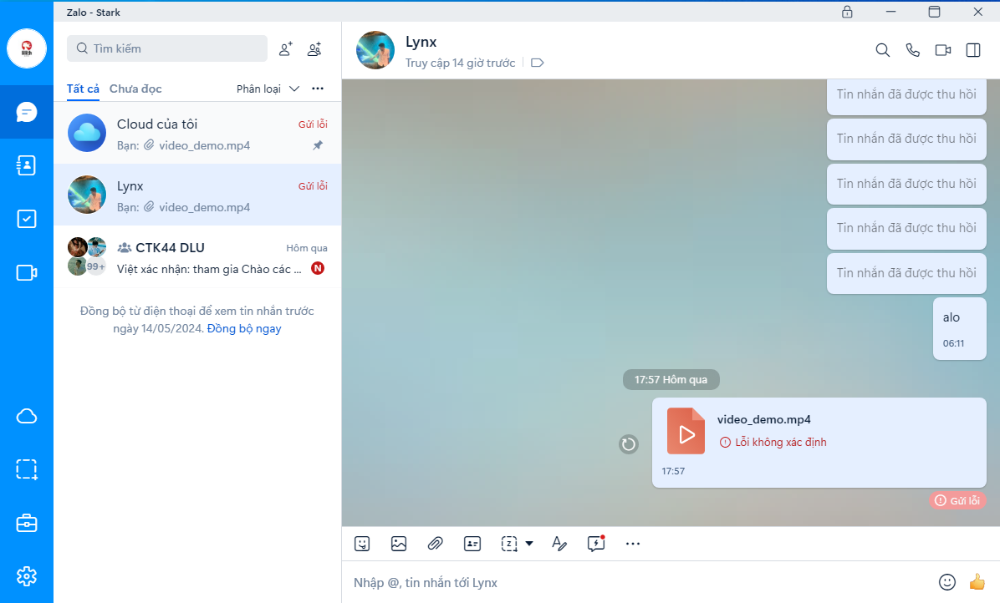 Zalo - Stark
Tìm kiếm
Tất cả Chưa đọc Phân loại
Cloud của tôi Gửi lỗi
Bạn: video_demo.mp4
Lynx Gửi lỗi
Bạn: video_demo.mp4
99+ CTK44 DLU Hôm qua
Việt xác nhận: tham gia Chào các ... N
Đồng bộ từ điện thoại để xem tin nhắn trước
ngày 14/05/2024. Đồng bộ ngay
Lynx
Truy cập 14 giờ trước
Tin nhắn đã được thu hồi
Tin nhắn đã được thu hồi
Tin nhắn đã được thu hồi
Tin nhắn đã được thu hồi
Tin nhắn đã được thu hồi
alo
06:11
17:57 Hôm qua
video_demo.mp4
Lỗi không xác định
17:57
Gửi lỗi
Nhập @, tin nhắn tới Lynx